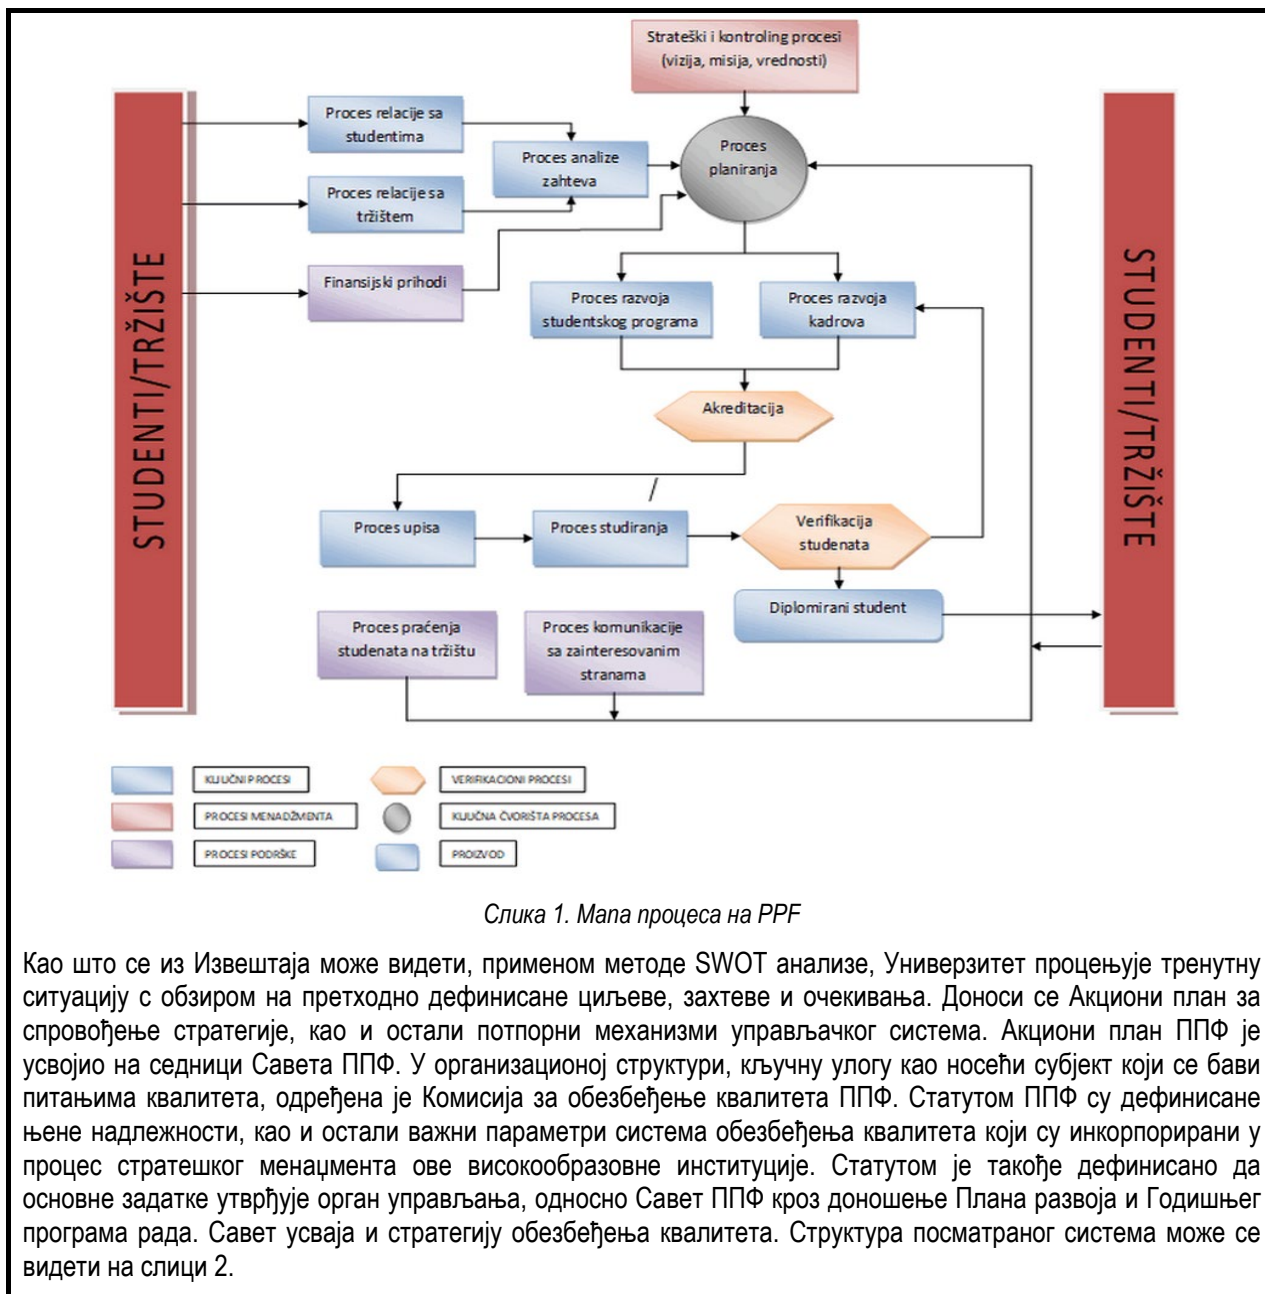 Strateški i kontroling procesi
(vizija, misija, vrednosti)
STUDENTI/TRŽIŠTE
Proces relacije sa
studentima
Proces analize
zahteva
Proces
planiranja
Proces relacije sa
tržištem
Finansijski prihodi
Proces razvoja
studentskog programa
Proces razvoja
kadrova
Akreditacija
Proces upisa
Proces studiranja
Verifikacija
studenata
Diplomirani student
Proces praćenja
studenata na tržištu
Proces komunikacije
sa zainteresovanim
stranama
STUDENTI/TRŽIŠTE
KLJUČNI PROCESI
VERIFIKACIONI PROCESI
PROCESI MENADŽMENTA
KLJUČNA ČVORIŠTA PROCESA
PROCESI PODRŠKE
PROIZVOD
Слика 1. Мапа процеса на PPF
Као што се из Извештаја може видети, применом методе SWOT анализе, Универзитет процењује тренутну
ситуацију с обзиром на претходно дефинисане циљеве, захтеве и очекивања. Доноси се Акциони план за
спровођење стратегије, као и остали потпорни механизми управљачког система. Акциони план ППФ је
усвојио на седници Савета ППФ. У организационој структури, кључну улогу као носећи субјект који се бави
питањима квалитета, одређена је Комисија за обезбеђење квалитета ППФ. Статутом ППФ су дефинисане
њене надлежности, као и остали важни параметри система обезбеђења квалитета који су инкорпорирани у
процес стратешког менаџмента ове високообразовне институције. Статутом је такође дефинисано да
основне задатке утврђује орган управљања, односно Савет ППФ кроз доношење Плана развоја и Годишњег
програма рада. Савет усваја и стратегију обезбеђења квалитета. Структура посматраног система може се
видети на слици 2.